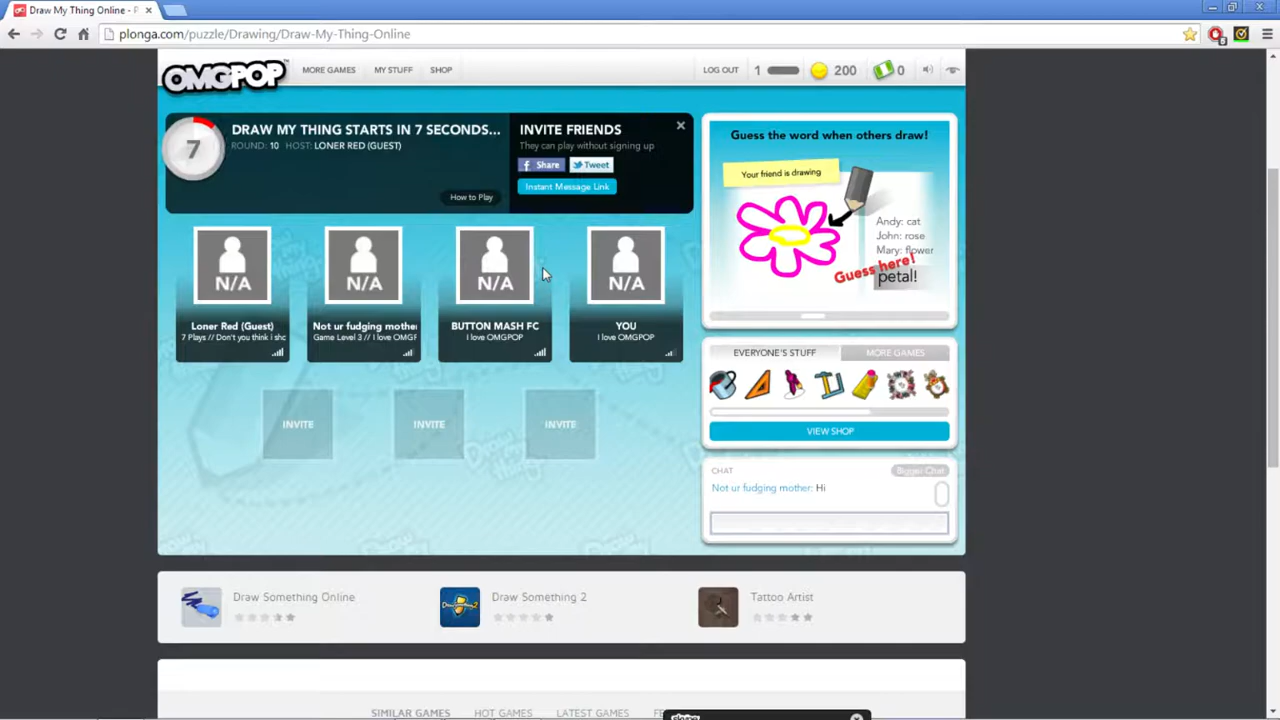 Draw My Thing Online - P
plonga.com/puzzle/Drawing/Draw-My-Thing-Online
OMGPOP
MORE GAMES
MY STUFF
SHOP
LOG OUT
1
200
0
7
DRAW MY THING STARTS IN 7 SECONDS...
ROUND: 10 HOST: LONER RED (GUEST)
How to Play
INVITE FRIENDS
They can play without signing up
Share
Tweet
Instant Message Link
Guess the word when others draw!
Your friend is drawing
Andy: cat
John: rose
Mary: flower
Guess here!
petal!
N/A
N/A
N/A
N/A
Loner Red (Guest)
7 Plays // Don't you think i sho
Not ur fudging mother
Game Level 3 // I love OMGF
BUTTON MASH FC
I love OMGPOP
YOU
I love OMGPOP
INVITE
INVITE
INVITE
EVERYONE'S STUFF
MORE GAMES
VIEW SHOP
CHAT
Bigger Chat
Not ur fudging mother: Hi
Draw Something Online
Draw Something 2
Tattoo Artist
SIMILAR GAMES
HOT GAMES
LATEST GAMES
skype